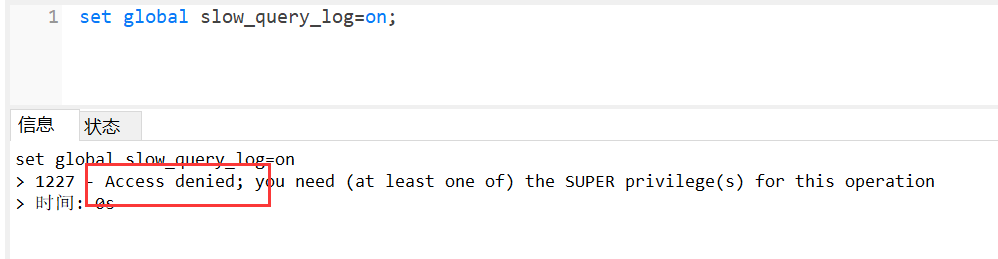 1 set global slow_query_log=on;
信息 状态
set global slow_query_log=on
> 1227 - Access denied; you need (at least one of) the SUPER privilege(s) for this operation
> 时间: 0s